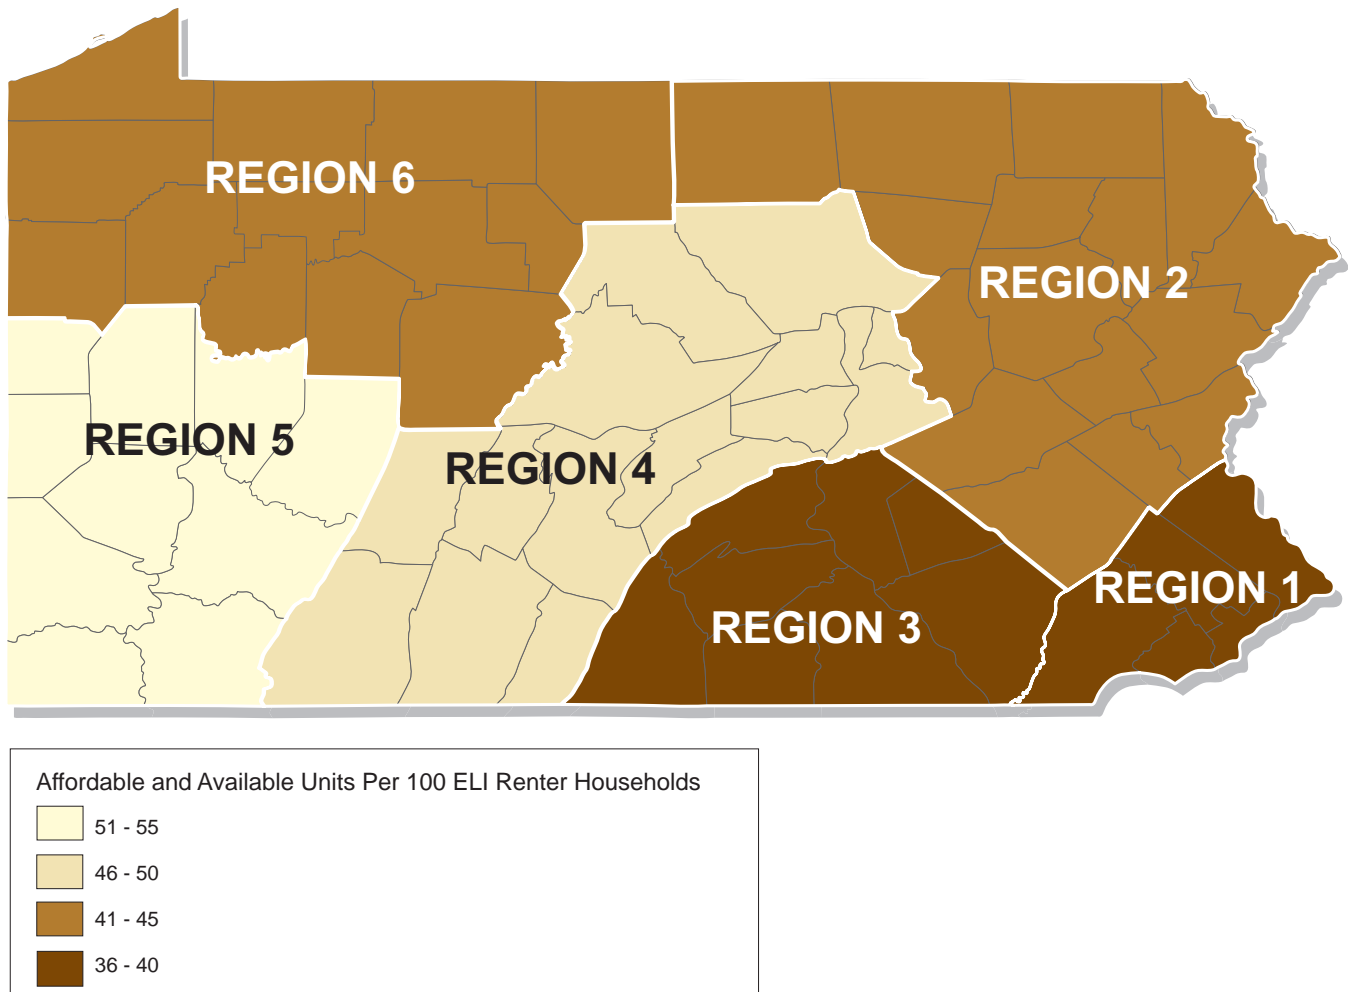 REGION 6
REGION 2
REGION 5
REGION 4
REGION 1
REGION 3
Affordable and Available Units Per 100 ELI Renter Households
51 - 55
46 - 50
41 - 45
36 - 40